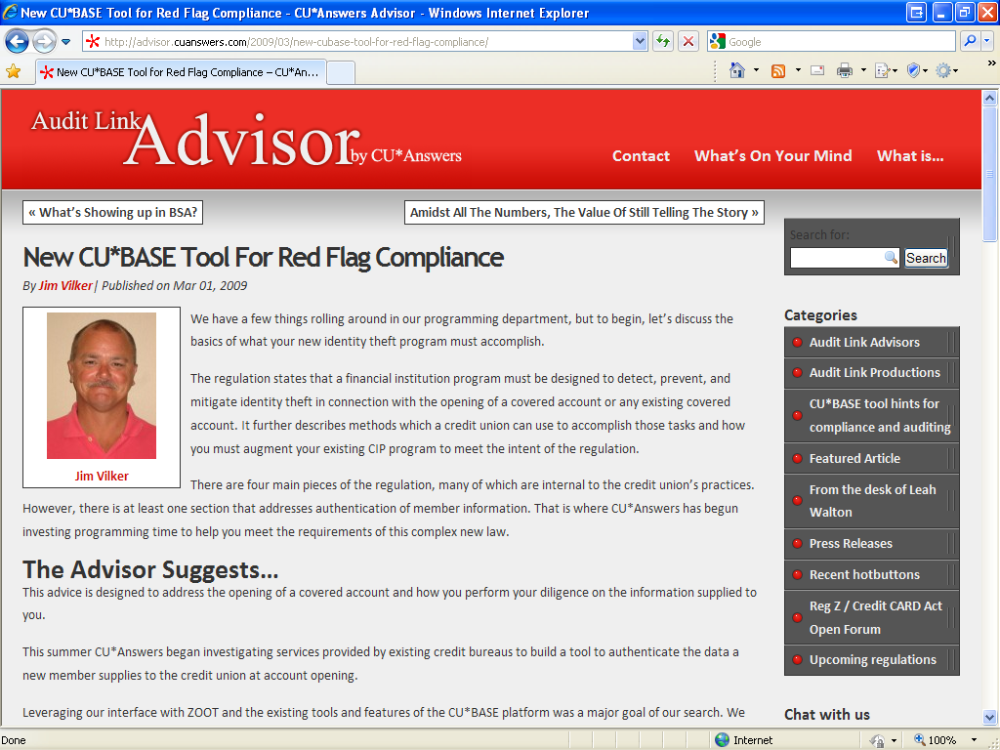 New CU*BASE Tool for Red Flag Compliance - CU*Answers Advisor - Windows Internet Explorer
http://advisor.cuanswers.com/2009/03/new-cubase-tool-for-red-flag-compliance/
Google
New CU*BASE Tool for Red Flag Compliance – CU*An...
Audit Link Advisor by CU*Answers
Contact What's On Your Mind What is...
« What's Showing up in BSA?
Amidst All The Numbers, The Value Of Still Telling The Story »
New CU*BASE Tool For Red Flag Compliance
By Jim Vilker| Published on Mar 01, 2009
Jim Vilker
We have a few things rolling around in our programming department, but to begin, let's discuss the
basics of what your new identity theft program must accomplish.
The regulation states that a financial institution program must be designed to detect, prevent, and
mitigate identity theft in connection with the opening of a covered account or any existing covered
account. It further describes methods which a credit union can use to accomplish those tasks and how
you must augment your existing CIP program to meet the intent of the regulation.
There are four main pieces of the regulation, many of which are internal to the credit union's practices.
However, there is at least one section that addresses authentication of member information. That is where CU*Answers has begun
investing programming time to help you meet the requirements of this complex new law.
The Advisor Suggests...
This advice is designed to address the opening of a covered account and how you perform your diligence on the information supplied to
you.
This summer CU*Answers began investigating services provided by existing credit bureaus to build a tool to authenticate the data a
new member supplies to the credit union at account opening.
Leveraging our interface with ZOOT and the existing tools and features of the CU*BASE platform was a major goal of our search. We
Search for:
Search
Categories
Audit Link Advisors
Audit Link Productions
CU*BASE tool hints for
compliance and auditing
Featured Article
From the desk of Leah
Walton
Press Releases
Recent hotbuttons
Reg Z / Credit CARD Act
Open Forum
Upcoming regulations
Chat with us
Done
Internet
100%